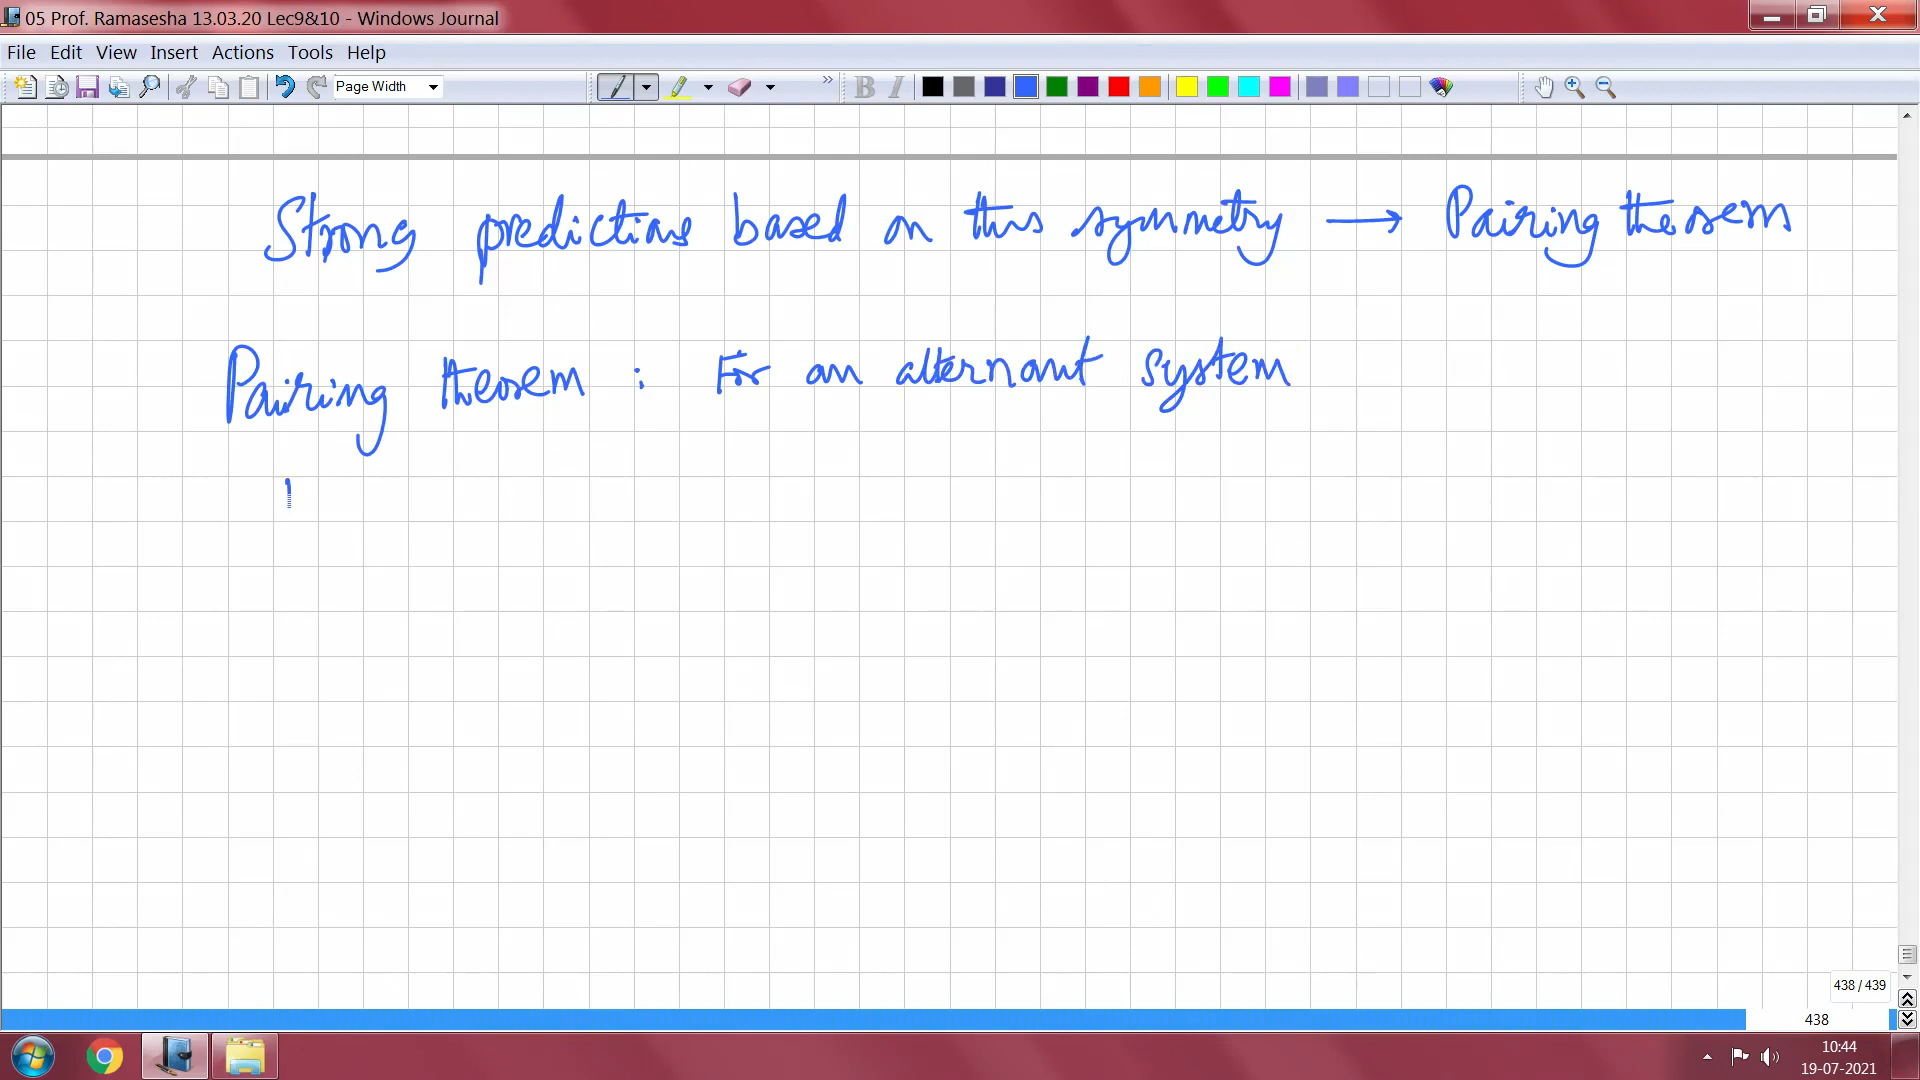 05 Prof. Ramasesha 13.03.20 Lec9&10 - Windows Journal
File Edit View Insert Actions Tools Help
Page Width B I
Strong predictions based on this symmetry → Pairing theorem
Pairing theorem : For an alternant system
438 / 439
438
10:44
19-07-2021